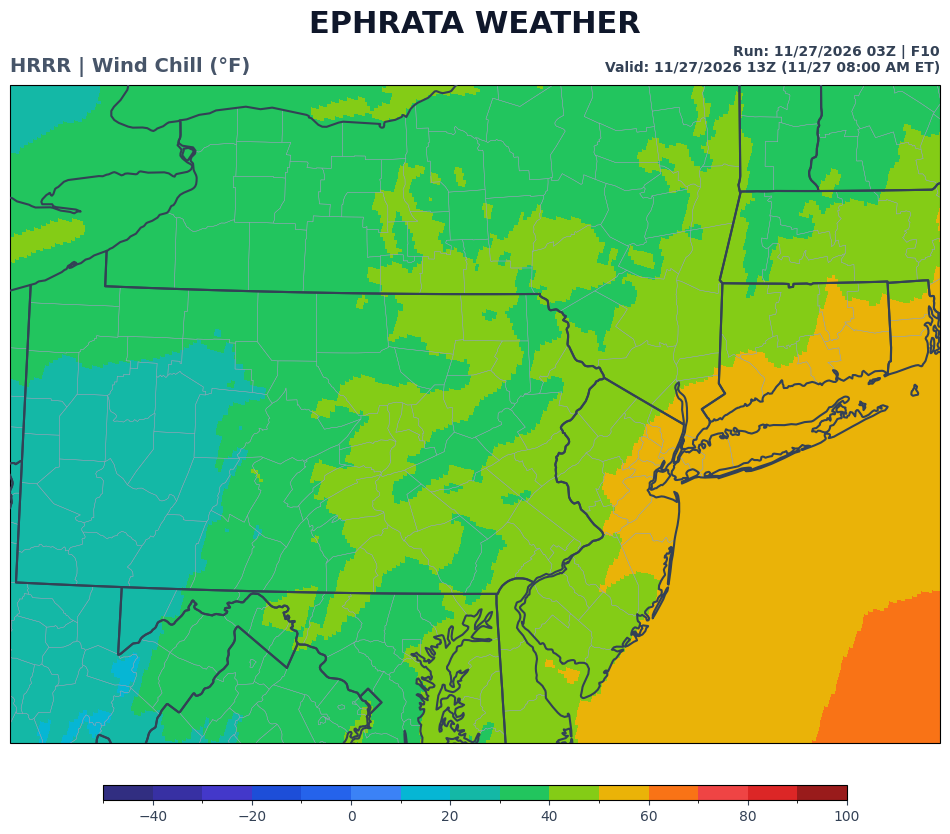 EPHRATA WEATHER
HRRR | Wind Chill (°F)
Run: 11/27/2026 03Z | F10
Valid: 11/27/2026 13Z (11/27 08:00 AM ET)
−40 −20 0 20 40 60 80 100